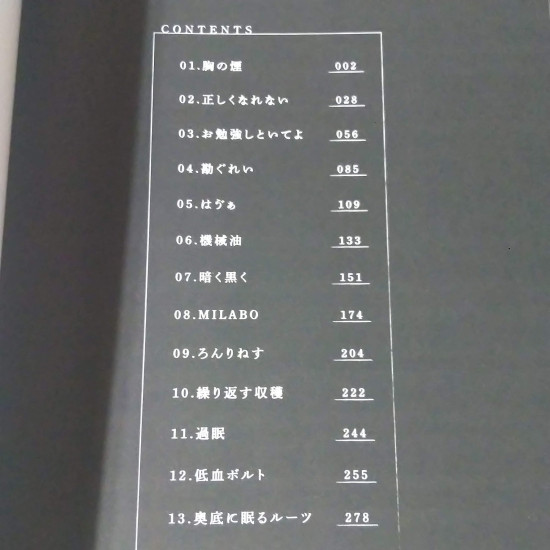 CONTENTS
01.胸の煙 002
02.正しくなれない 028
03.お勉強しといてよ 056
04.勘ぐれい 085
05.はゔぁ 109
06.機械油 133
07.暗く黒く 151
08.MILABO 174
09.ろんりねす 204
10.繰り返す収穫 222
11.過眠 244
12.低血ボルト 255
13.奥底に眠るルーツ 278